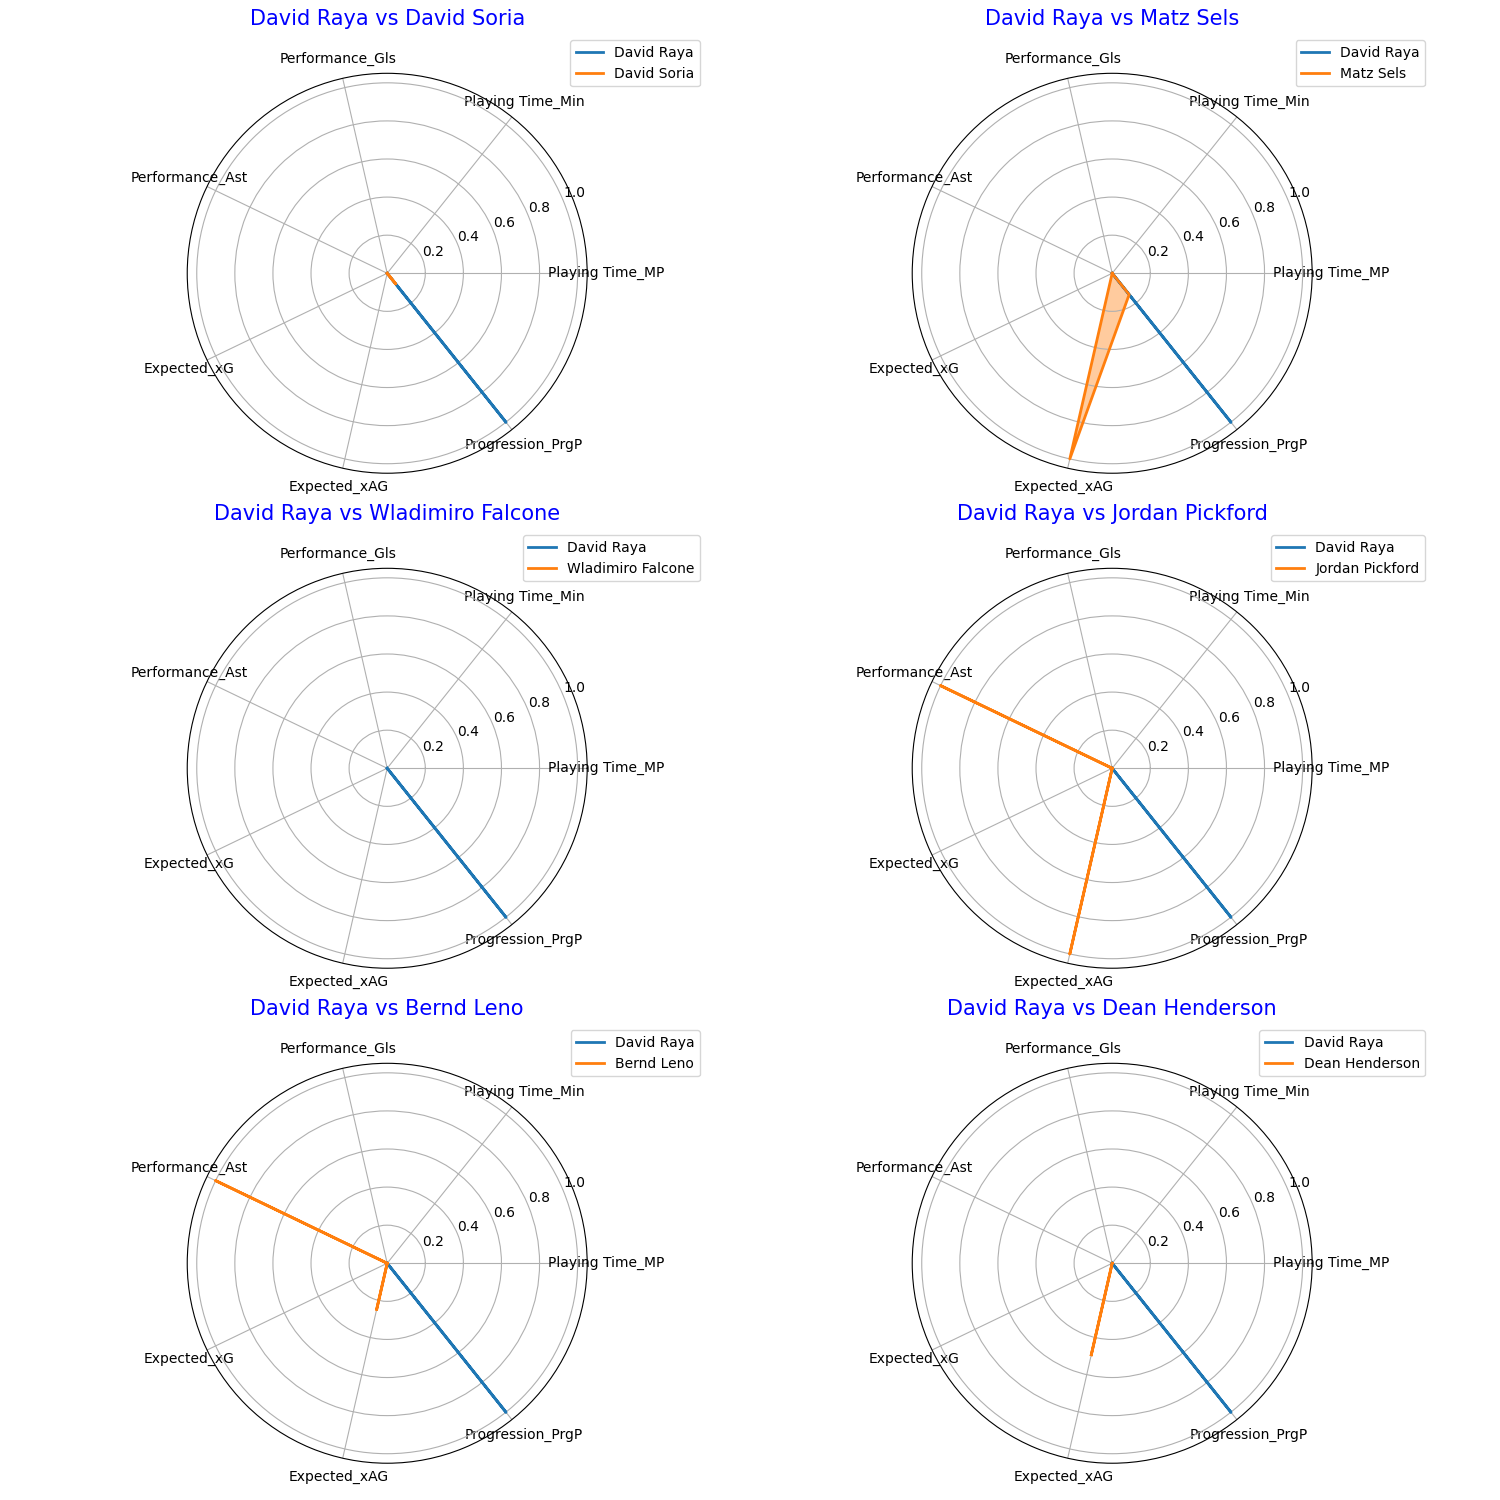 David Raya vs David Soria
David Raya
David Soria
Performance_Gls
Playing Time_Min
Performance_Ast
1.0
0.8
0.6
0.4
0.2
Playing Time_MP
Expected_xG
Progression_PrgP
Expected_xAG
David Raya vs Matz Sels
David Raya
Matz Sels
Performance_Gls
Playing Time_Min
Performance_Ast
1.0
0.8
0.6
0.4
0.2
Playing Time_MP
Expected_xG
Progression_PrgP
Expected_xAG
David Raya vs Wladimiro Falcone
David Raya
Wladimiro Falcone
Performance_Gls
Playing Time_Min
Performance_Ast
1.0
0.8
0.6
0.4
0.2
Playing Time_MP
Expected_xG
Progression_PrgP
Expected_xAG
David Raya vs Jordan Pickford
David Raya
Jordan Pickford
Performance_Gls
Playing Time_Min
Performance_Ast
1.0
0.8
0.6
0.4
0.2
Playing Time_MP
Expected_xG
Progression_PrgP
Expected_xAG
David Raya vs Bernd Leno
David Raya
Bernd Leno
Performance_Gls
Playing Time_Min
Performance_Ast
1.0
0.8
0.6
0.4
0.2
Playing Time_MP
Expected_xG
Progression_PrgP
Expected_xAG
David Raya vs Dean Henderson
David Raya
Dean Henderson
Performance_Gls
Playing Time_Min
Performance_Ast
1.0
0.8
0.6
0.4
0.2
Playing Time_MP
Expected_xG
Progression_PrgP
Expected_xAG